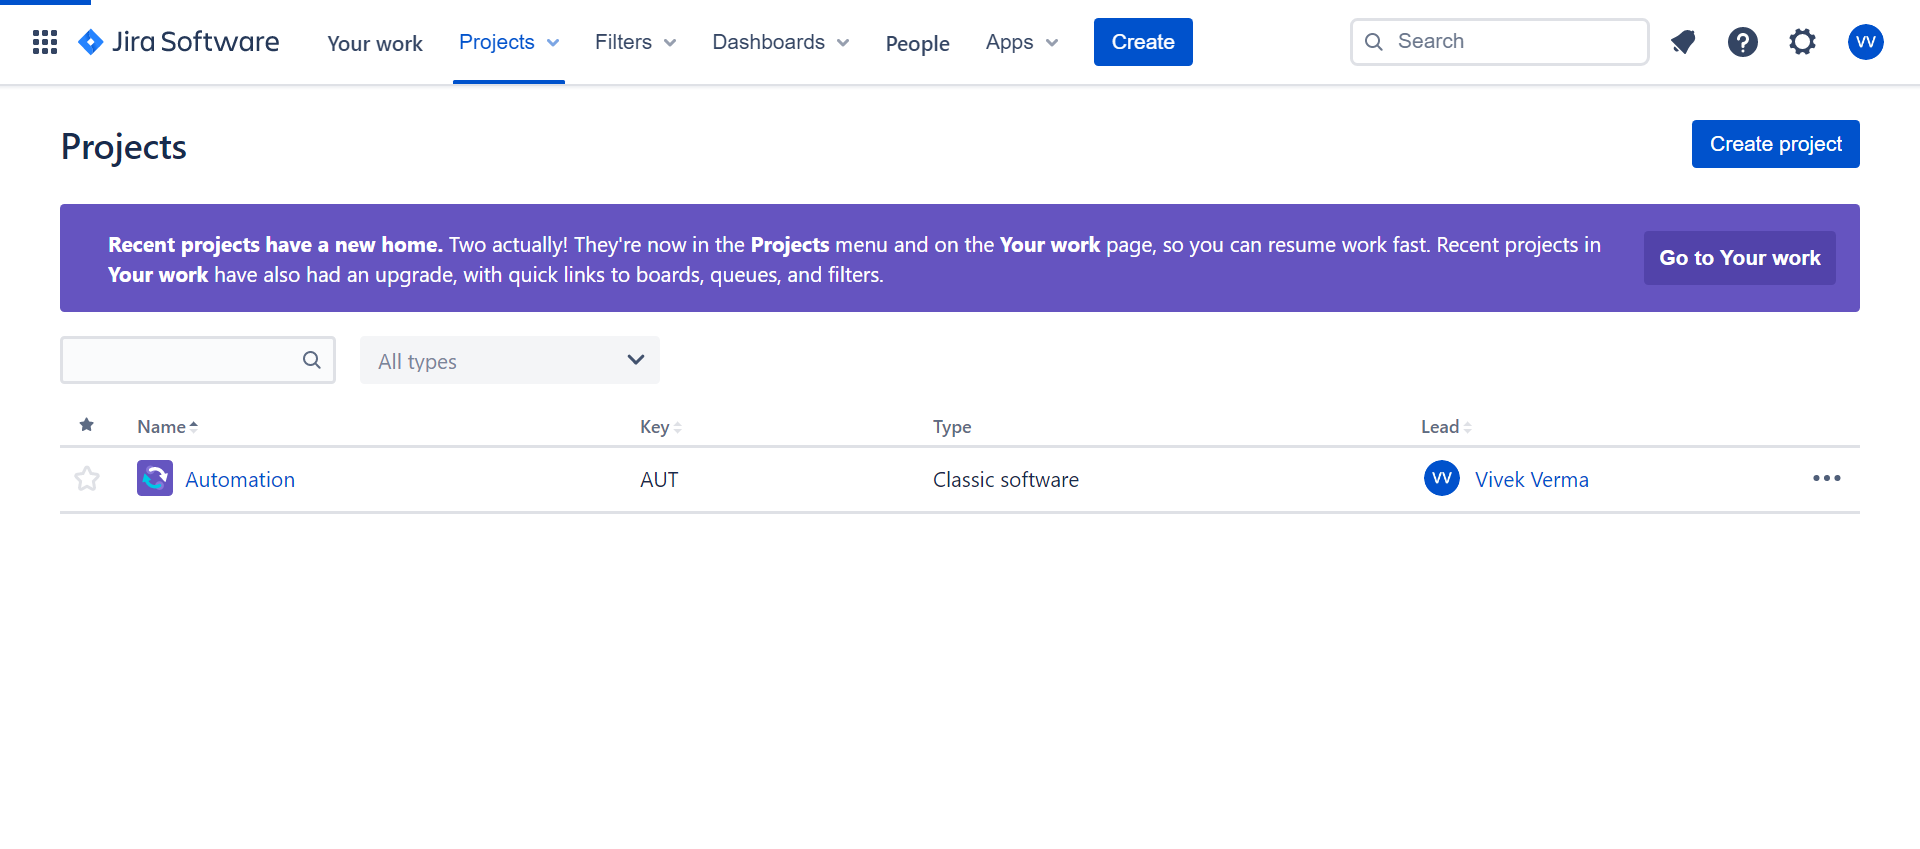 Jira Software Your work Projects Filters Dashboards People Apps Create Search VV
Projects
Create project
Recent projects have a new home. Two actually! They're now in the Projects menu and on the Your work page, so you can resume work fast. Recent projects in
Your work have also had an upgrade, with quick links to boards, queues, and filters.
Go to Your work
All types
Name Key Type Lead
Automation AUT Classic software VV Vivek Verma